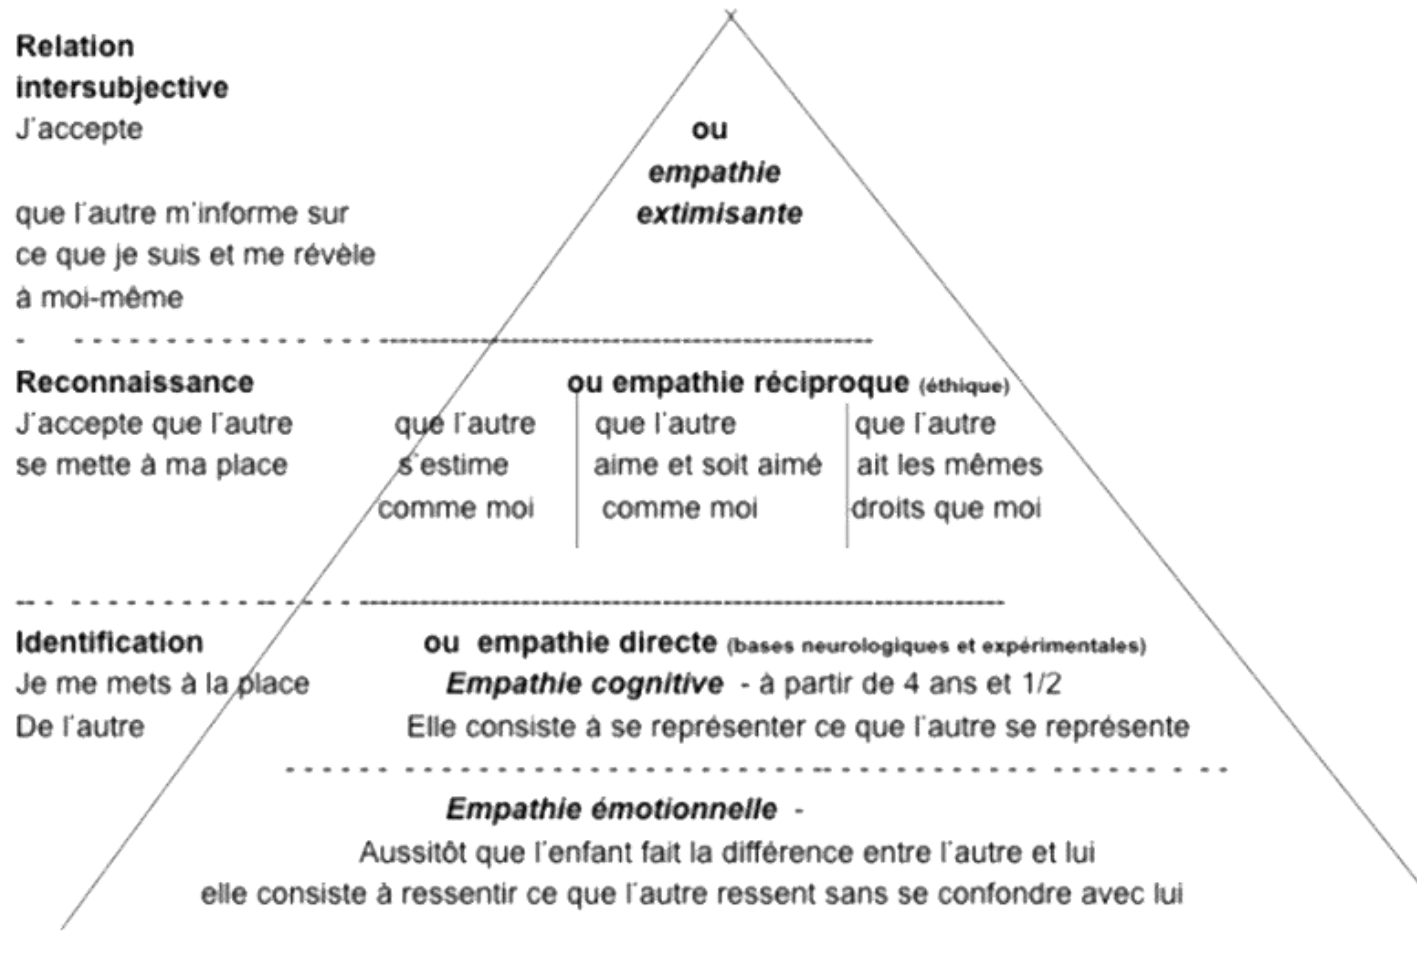 Relation
intersubjective
J'accepte
ou
empathie
extimisante
que l'autre m'informe sur
ce que je suis et me révèle
à moi-même
Reconnaissance
ou empathie réciproque (éthique)
J'accepte que l'autre
se mette à ma place
que l'autre
s'estime
comme moi
que l'autre
aime et soit aimé
comme moi
que l'autre
ait les mêmes
droits que moi
Identification
ou empathie directe (bases neurologiques et expérimentales)
Je me mets à la place
De l'autre
Empathie cognitive - à partir de 4 ans et 1/2
Elle consiste à se représenter ce que l'autre se représente
Empathie émotionnelle -
Aussitôt que l'enfant fait la différence entre l'autre et lui
elle consiste à ressentir ce que l'autre ressent sans se confondre avec lui